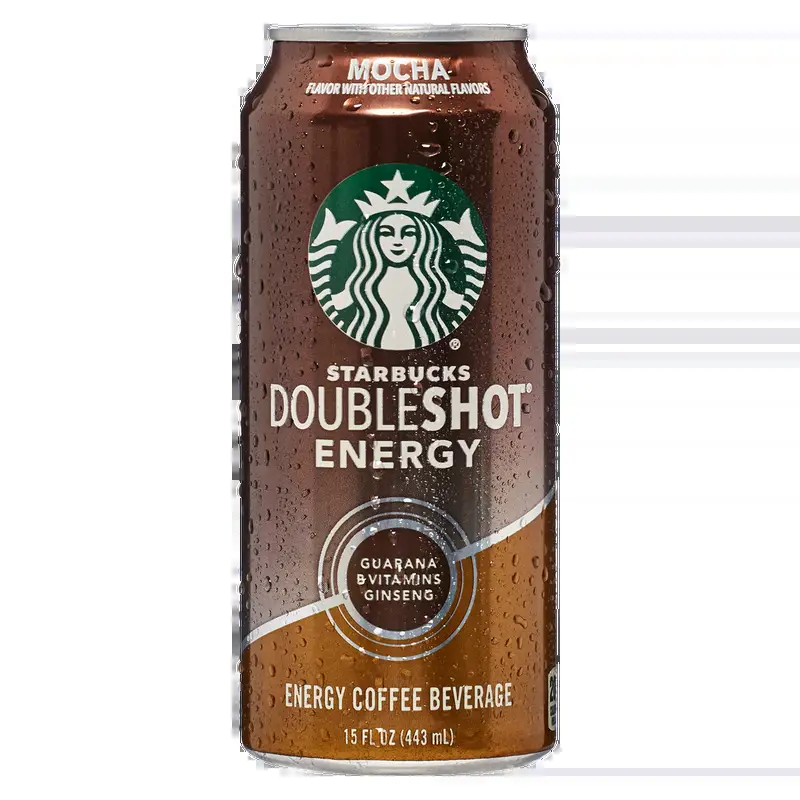 MOCHA
FLAVOR WITH OTHER NATURAL FLAVORS
®
STARBUCKS
DOUBLESHOT®
ENERGY
GUARANA
B VITAMINS
GINSENG
ENERGY COFFEE BEVERAGE
15 FL OZ (443 mL)